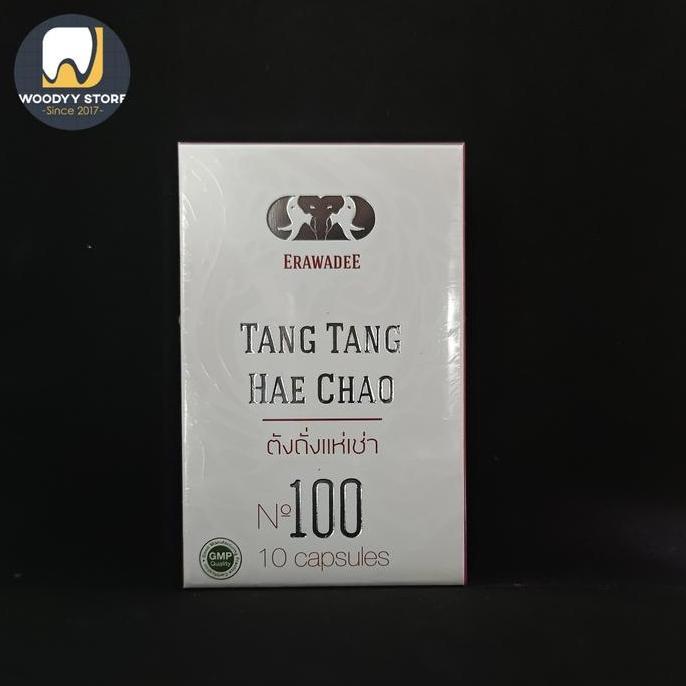 WOODYY STORE
-Since 2017-
ERAWADEE
TANG TANG
HAE CHAO
ตังถั่งแห่เช่า
Nº100
10 capsules
GMP
Quality